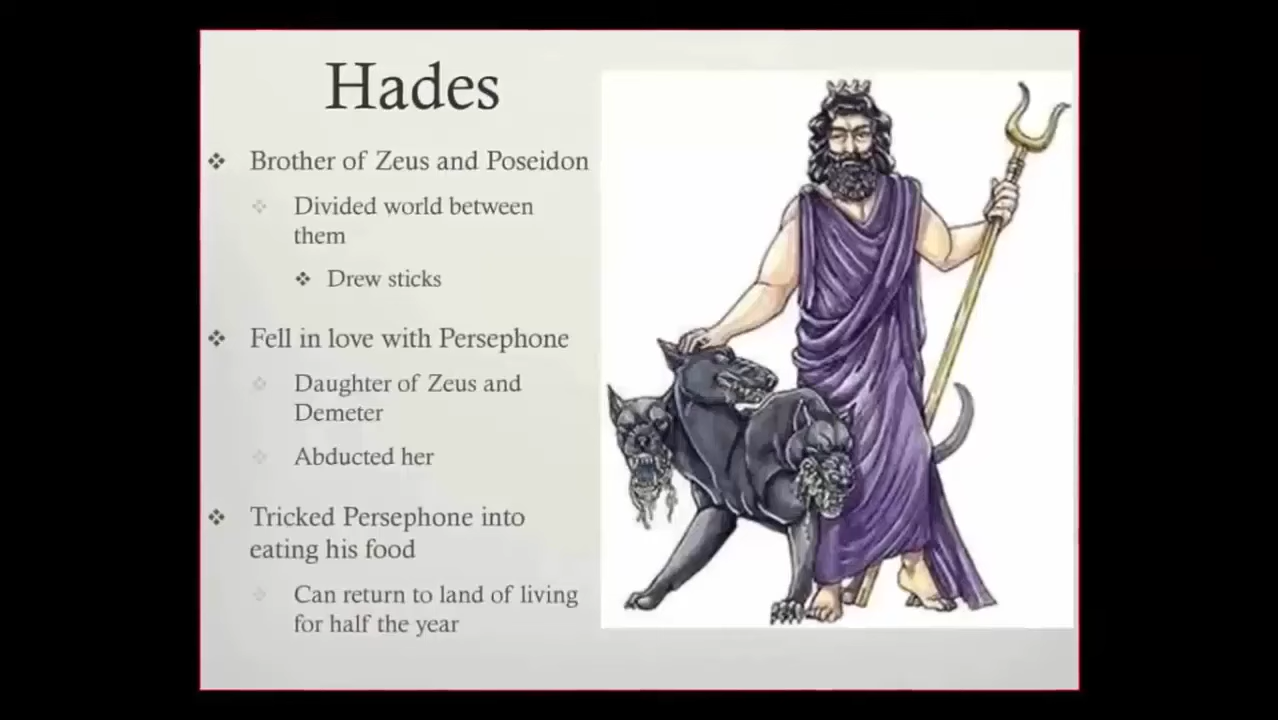 Hades
Brother of Zeus and Poseidon
Divided world between
them
Drew sticks
Fell in love with Persephone
Daughter of Zeus and
Demeter
Abducted her
Tricked Persephone into
eating his food
Can return to land of living
for half the year